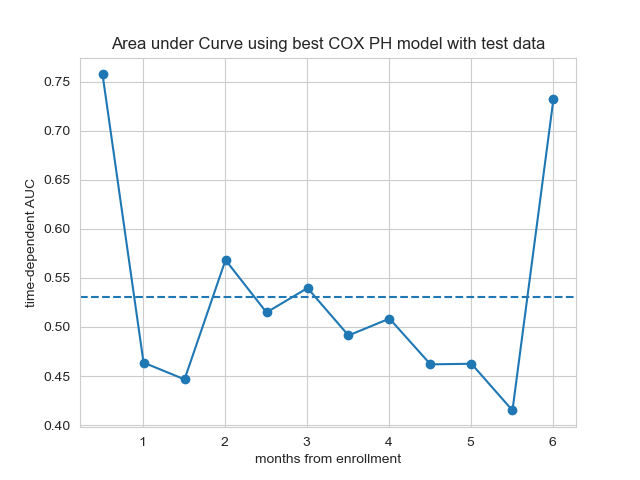 Area under Curve using best COX PH model with test data
time-dependent AUC
0.75
0.70
0.65
0.60
0.55
0.50
0.45
0.40
1 2 3 4 5 6
months from enrollment